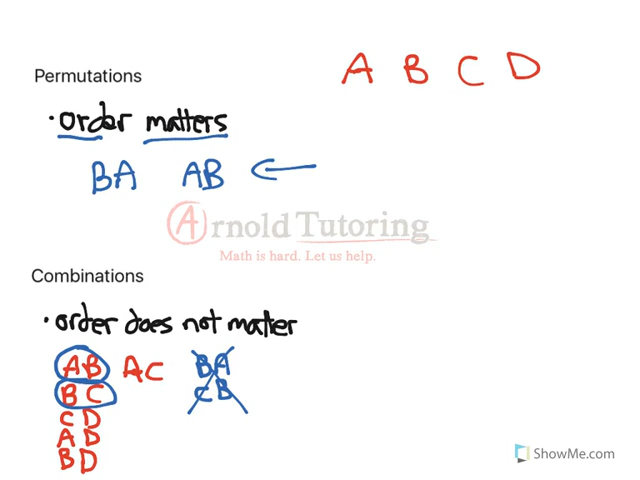 A B C D
Permutations
· order matters
BA AB
Arnold Tutoring
Math is hard. Let us help.
Combinations
· order does not matter
AB AC BA
BC CB
CD
AD
BD
ShowMe.com